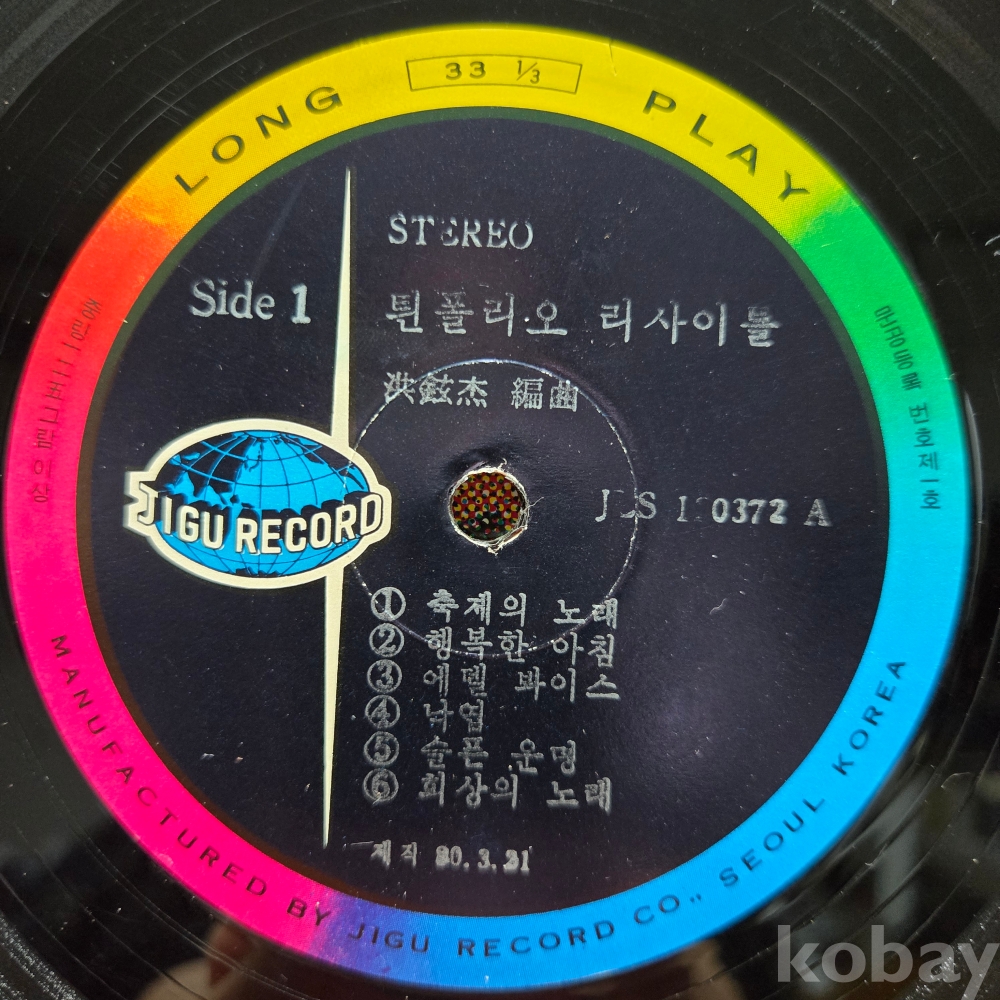 LONG 33 1/3 PLAY
STEREO
Side 1
튄폴리오 리사이틀
洪鉉杰 編曲
JIGU RECORD
0372 A
① 축제의 노래
② 행복한 아침
③ 에델 봐이스
④ 낙엽
⑤ 슬픈 운명
⑥ 회상의 노래
제작 80.3.31
MANUFACTURED BY JIGU RECORD CO., SEOUL KOREA
kobay